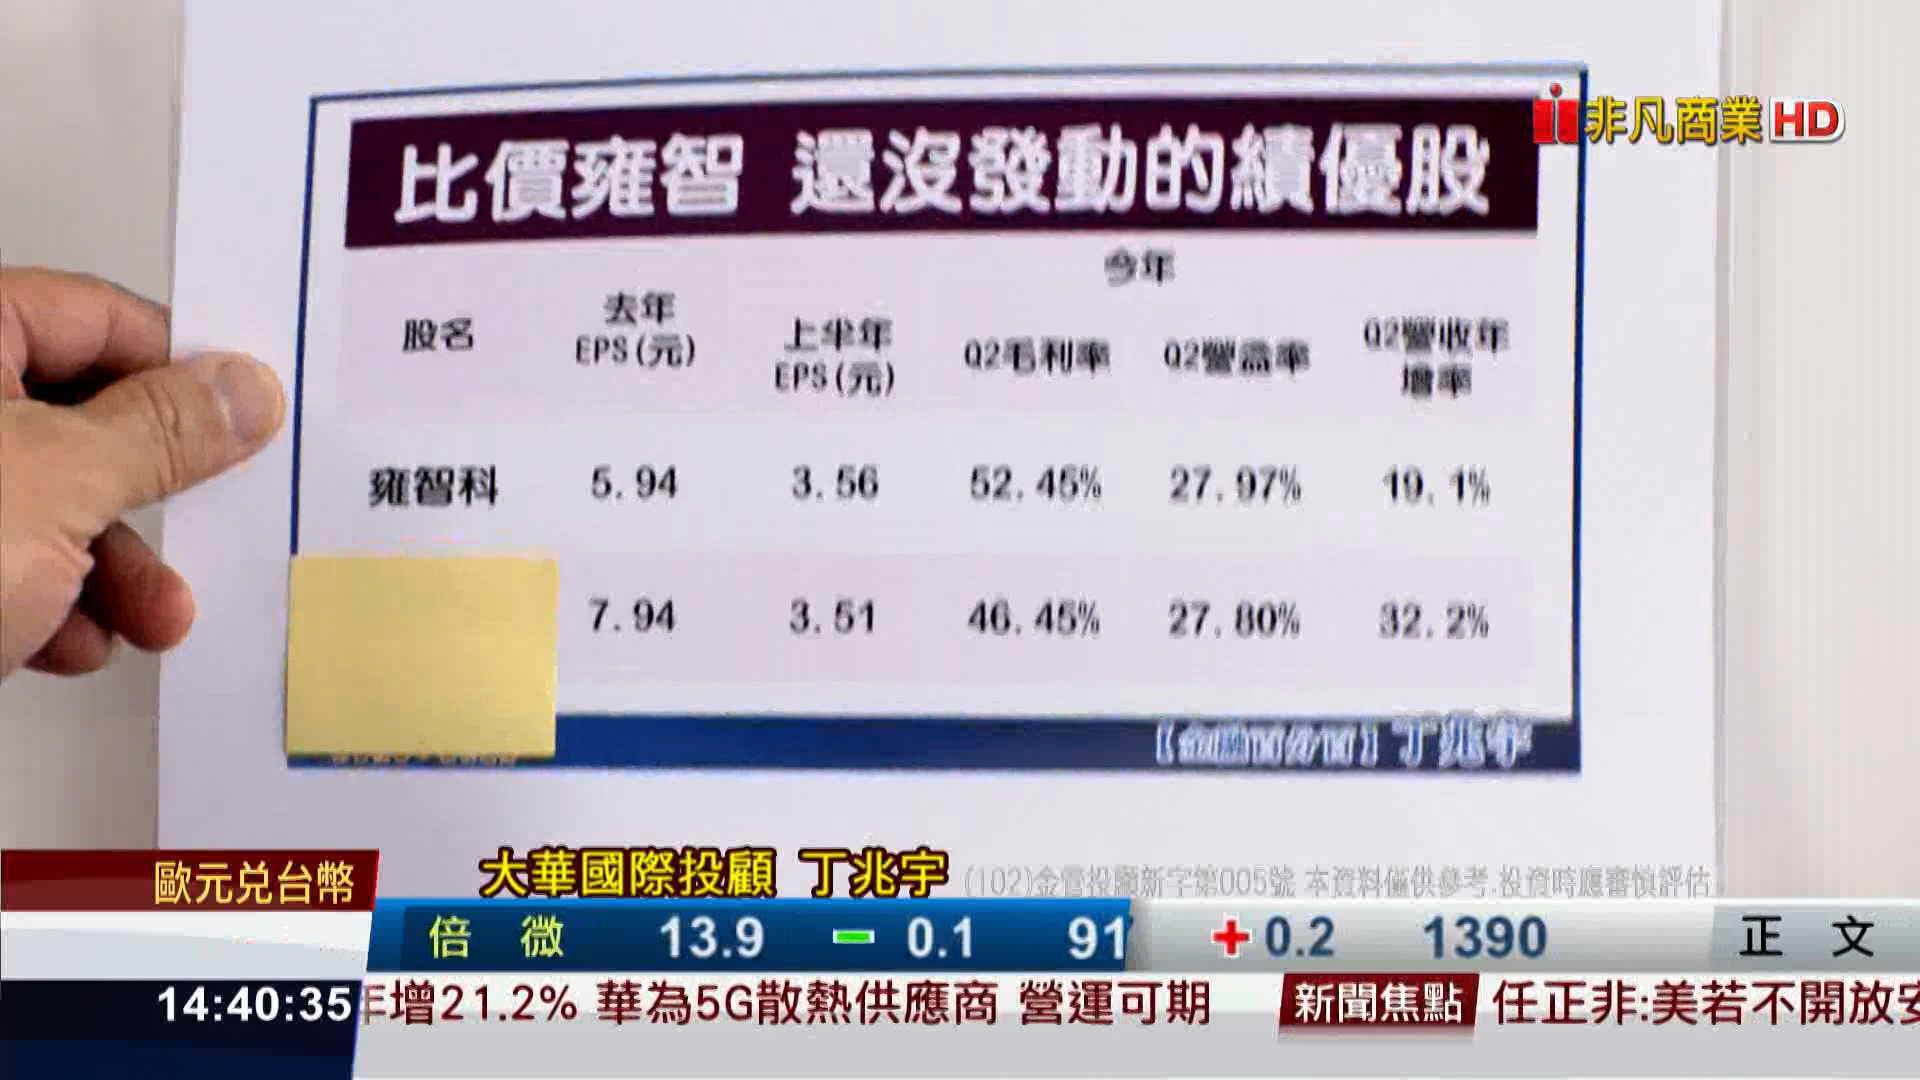 非凡商業HD
比價雍智 還沒發動的績優股
今年
股名 去年EPS(元) 上半年EPS(元) Q2毛利率 Q2營益率 Q2營收年增率
雍智科 5.94 3.56 52.45% 27.97% 19.1%
7.94 3.51 46.45% 27.80% 32.2%
丁兆宇
大華國際投顧 丁兆宇 (102)金管投顧新字第005號 本資料僅供參考.投資時應審慎評估
歐元兌台幣
倍微 13.9 0.1 91 +0.2 1390 正文
14:40:35
年增21.2% 華為5G散熱供應商 營運可期 新聞焦點 任正非:美若不開放安